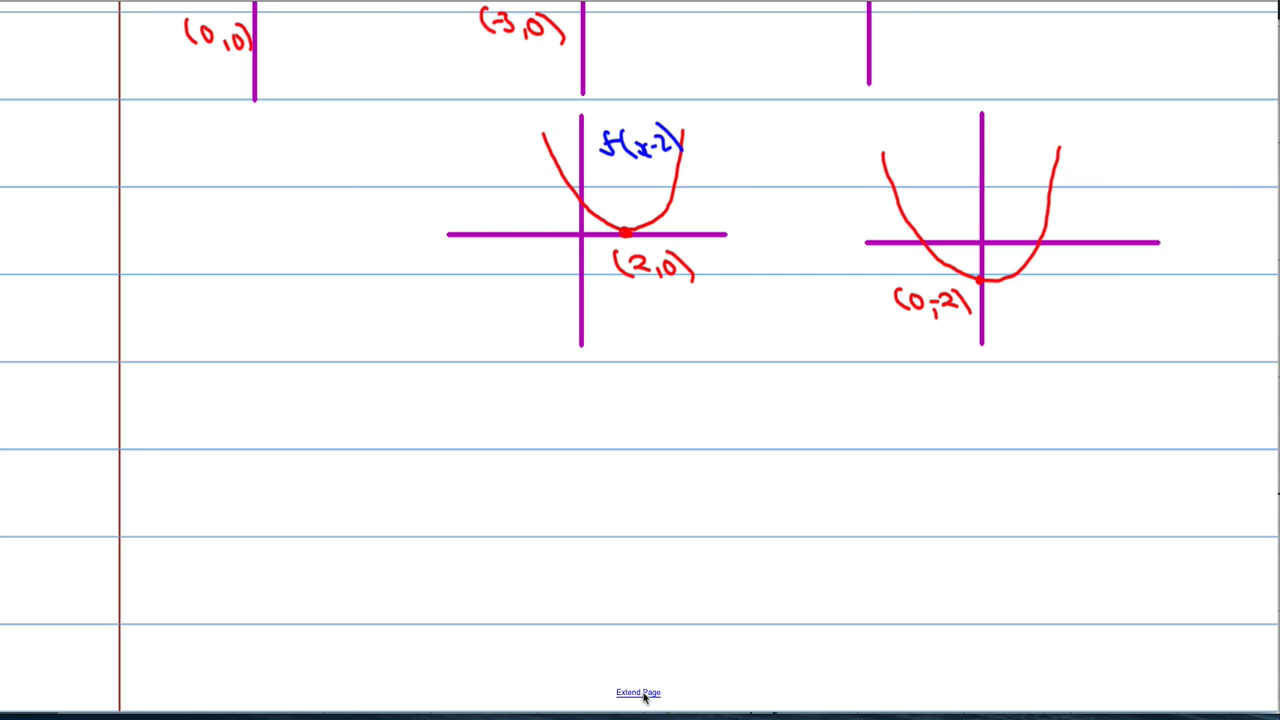 (0,0)
(-3,0)
f(x-2)
(2,0)
(0,-2)
Extend Page